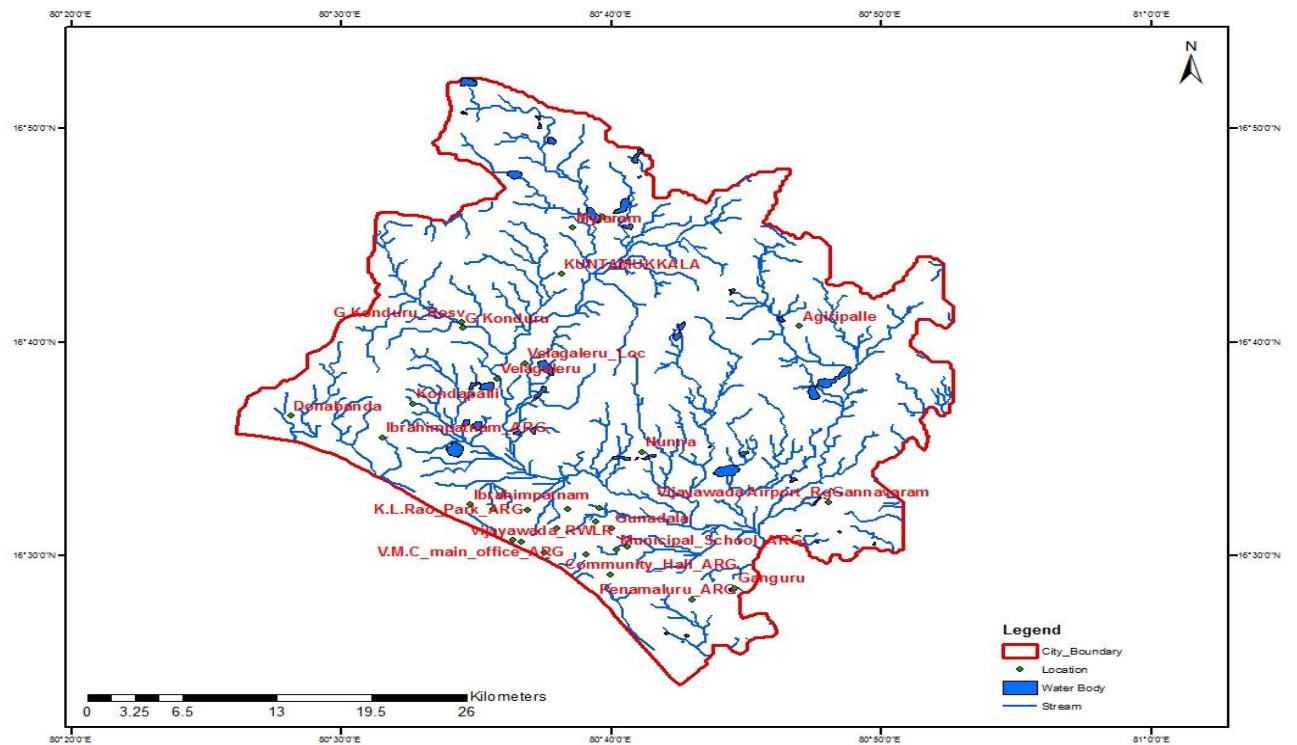 80°20'0"E 80°30'0"E 80°40'0"E 80°50'0"E 81°0'0"E
N
16°50'0"N 16°50'0"N
KUNTAMUKKALA
G.Konduru_Resv G.Konduru
Agiripalle
16°40'0"N 16°40'0"N
Velagaleru_Loc
Velagaleru
Kondapalli
Donabanda
Ibrahimpatnam_ARG
Nunna
Ibrahimpatnam
Gannavaram
K.L.Rao_Park_ARG
Gunadala
Vijayawada_RWLR
Municipal_School_ARG
V.M.C_main_office_ARG
16°30'0"N 16°30'0"N
Community_Hall_ARG
Ganguru
Penamaluru_ARG
Legend
City_Boundary
Location
Water Body
Stream
Kilometers
0 3.25 6.5 13 19.5 26
80°20'0"E 80°30'0"E 80°40'0"E 80°50'0"E 81°0'0"E